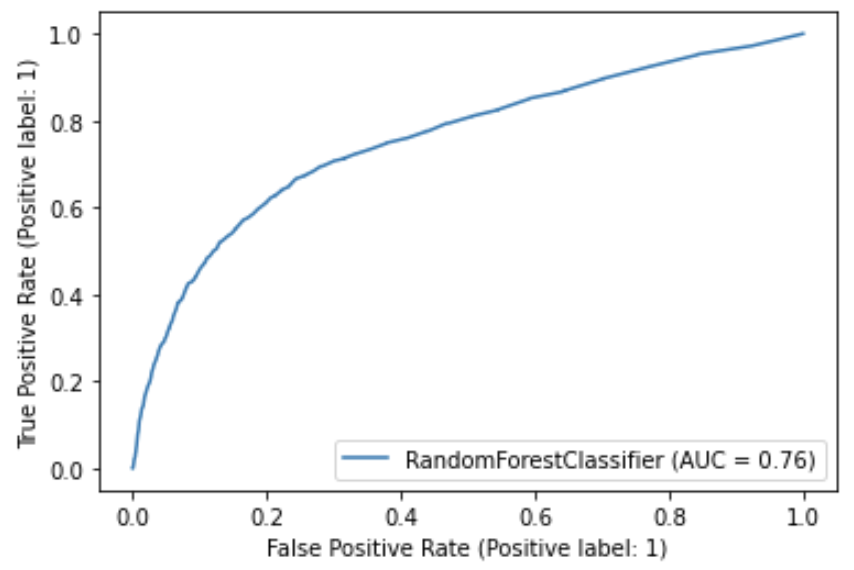 True Positive Rate (Positive label: 1)
1.0
0.8
0.6
0.4
0.2
0.0
RandomForestClassifier (AUC = 0.76)
0.0 0.2 0.4 0.6 0.8 1.0
False Positive Rate (Positive label: 1)